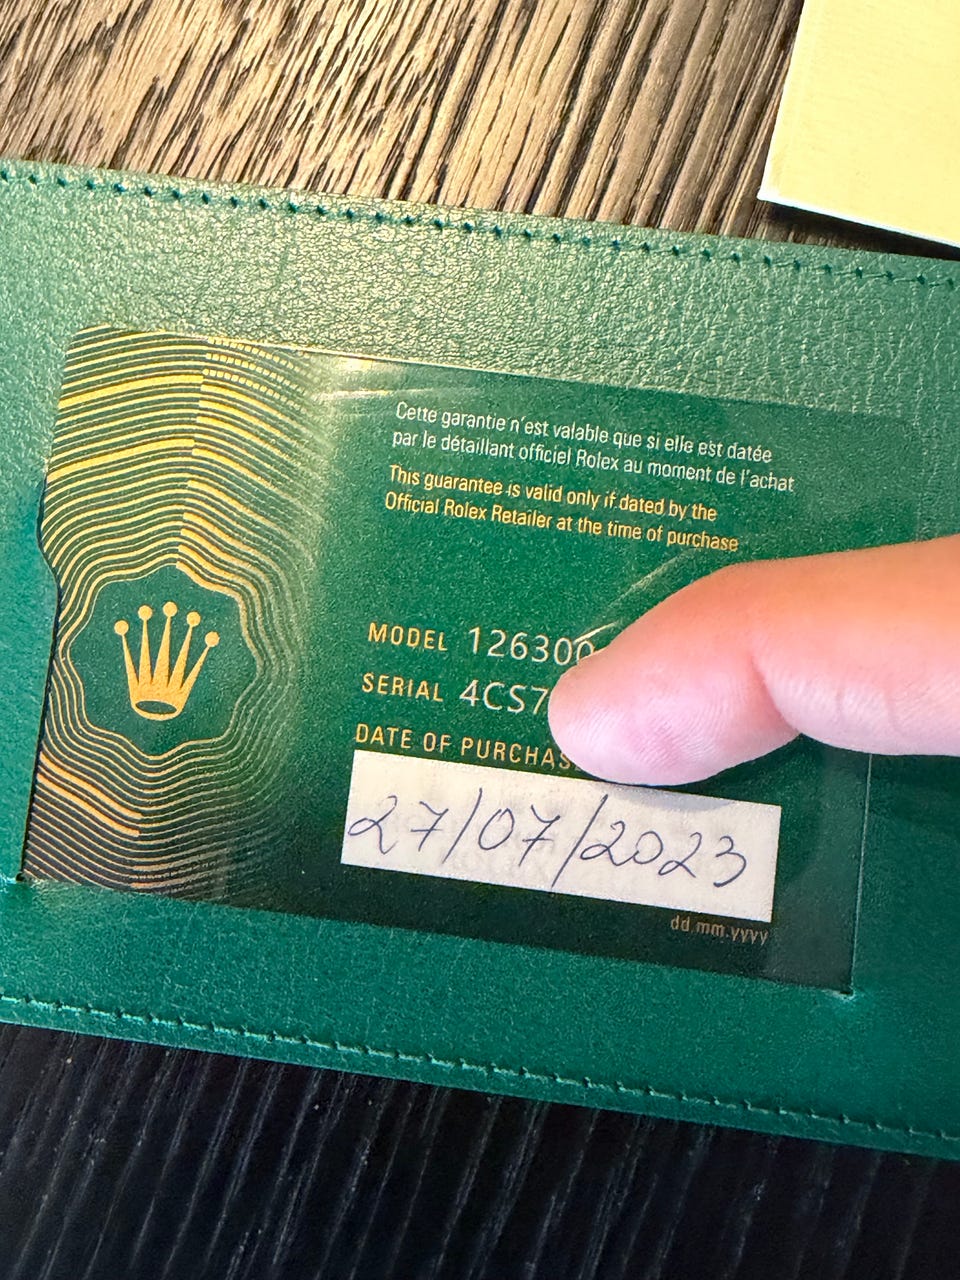 Cette garantie n'est valable que si elle est datée
par le détaillant officiel Rolex au moment de l'achat
This guarantee is valid only if dated by the
Official Rolex Retailer at the time of purchase
MODEL 126300
SERIAL 4CS7
DATE OF PURCHAS
27/07/2023
dd.mm.yyyy